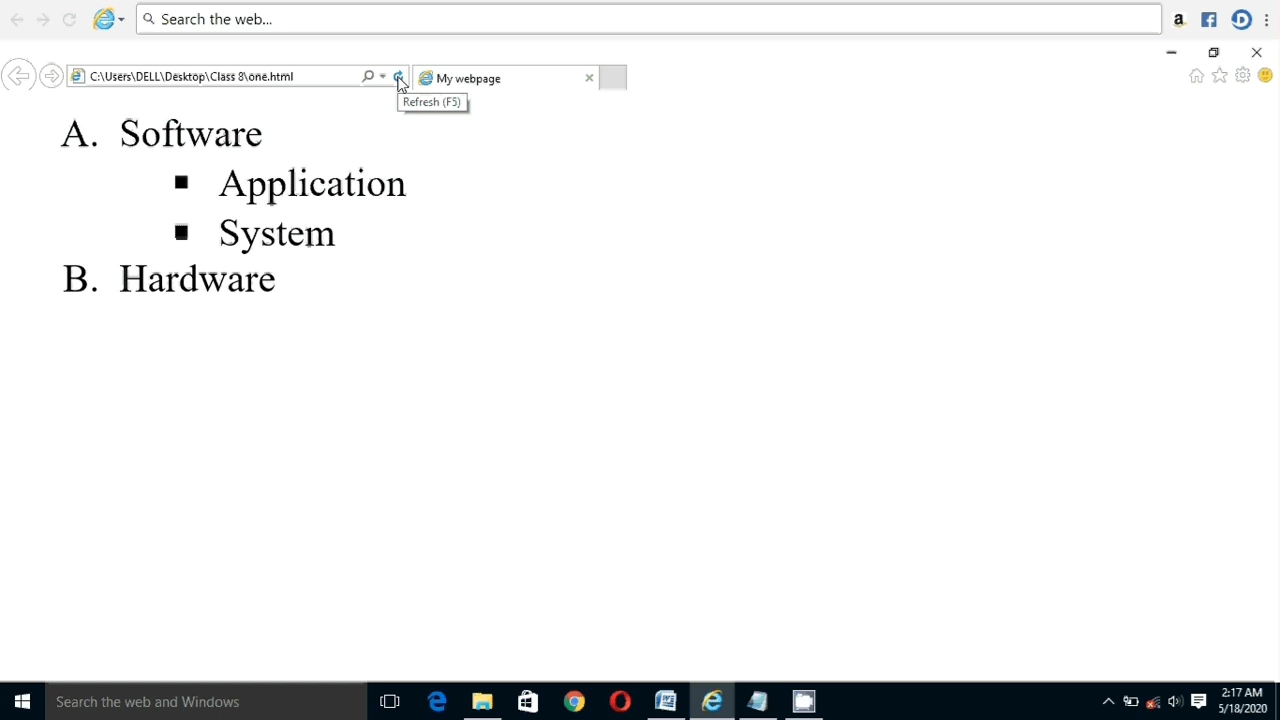 Search the web...
C:\Users\DELL\Desktop\Class 8\one.html
My webpage
Refresh (F5)
A. Software
■ Application
■ System
B. Hardware
Search the web and Windows
2:17 AM
5/18/2020